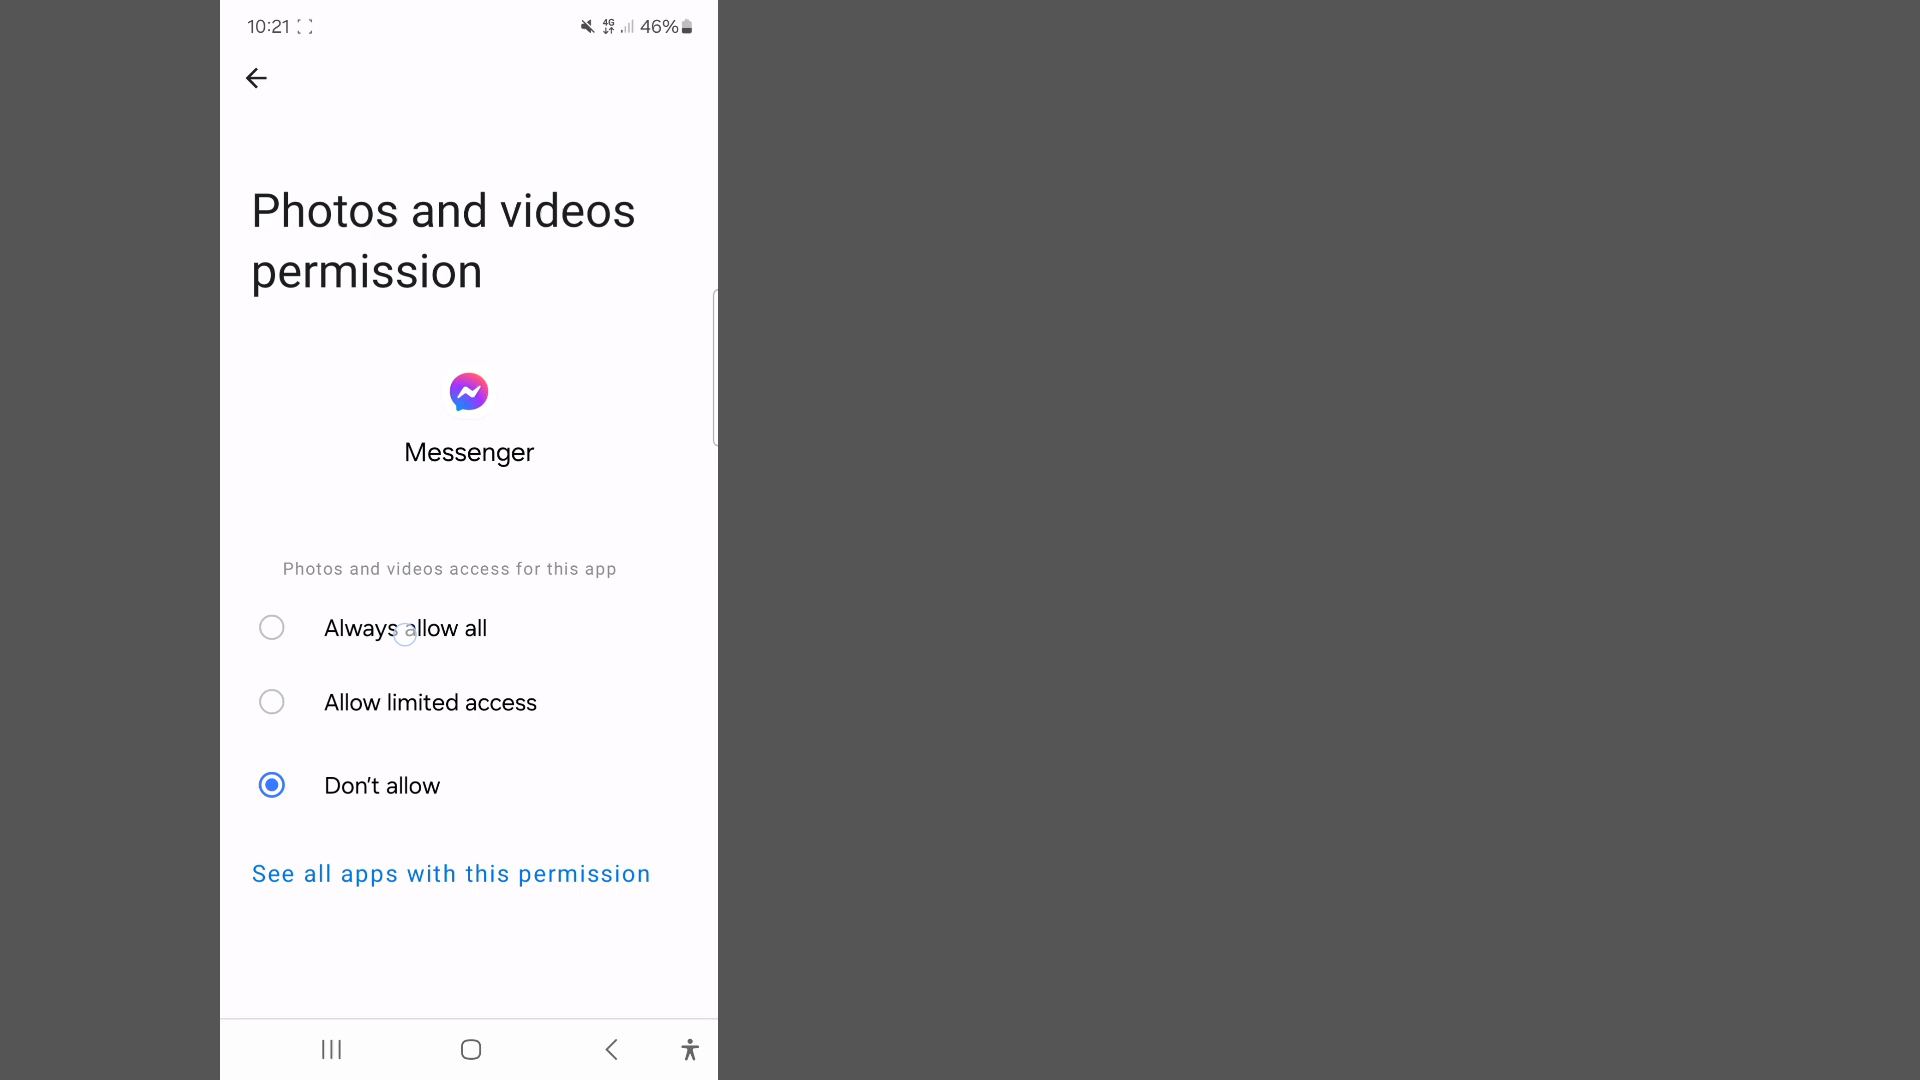 10:21 4G 46%
Photos and videos
permission
Messenger
Photos and videos access for this app
Always allow all
Allow limited access
Don't allow
See all apps with this permission